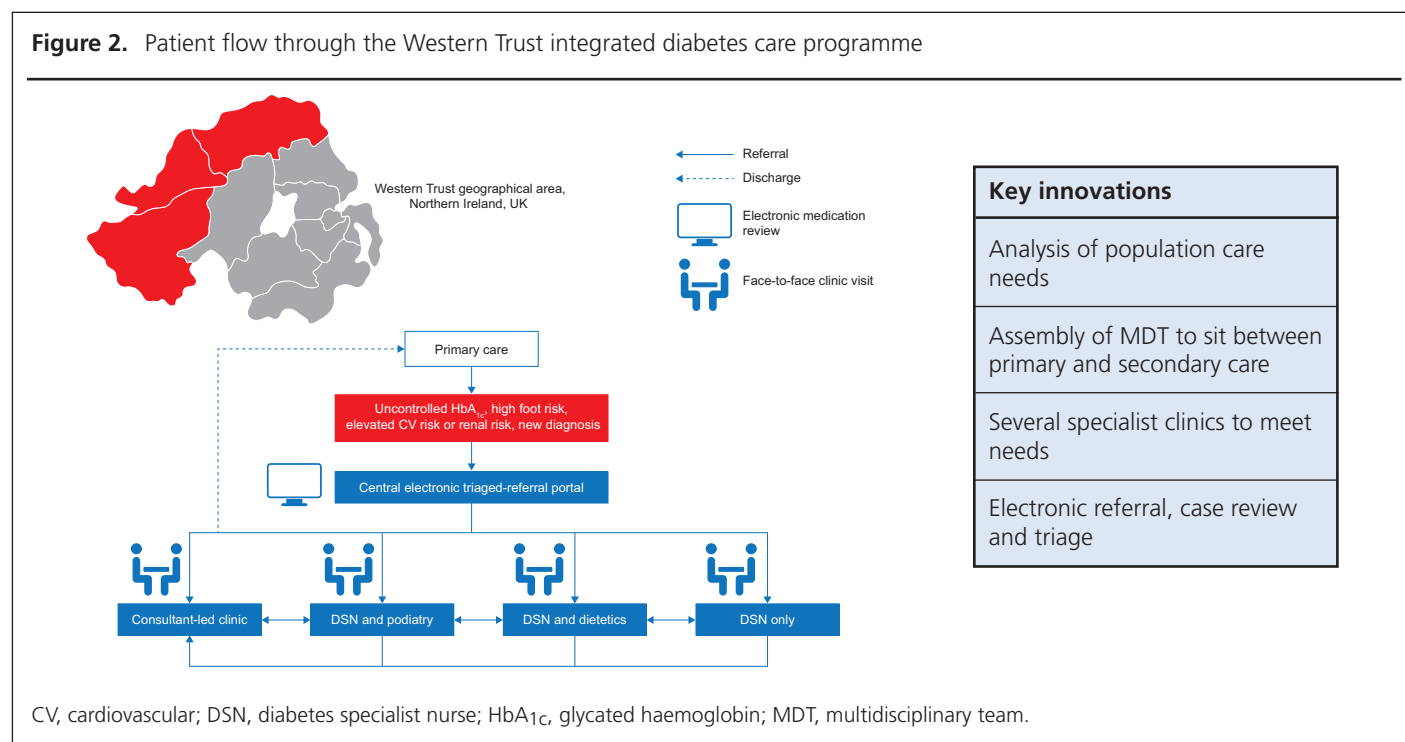 Figure 2. Patient flow through the Western Trust integrated diabetes care programme
Western Trust geographical area,
Northern Ireland, UK
Referral
Discharge
Electronic medication
review
Face-to-face clinic visit
Primary care
Uncontrolled HbA1c, high foot risk,
elevated CV risk or renal risk, new diagnosis
Central electronic triaged-referral portal
Consultant-led clinic
DSN and podiatry
DSN and dietetics
DSN only
Key innovations
Analysis of population care
needs
Assembly of MDT to sit between
primary and secondary care
Several specialist clinics to meet
needs
Electronic referral, case review
and triage
CV, cardiovascular; DSN, diabetes specialist nurse; HbA1c, glycated haemoglobin; MDT, multidisciplinary team.